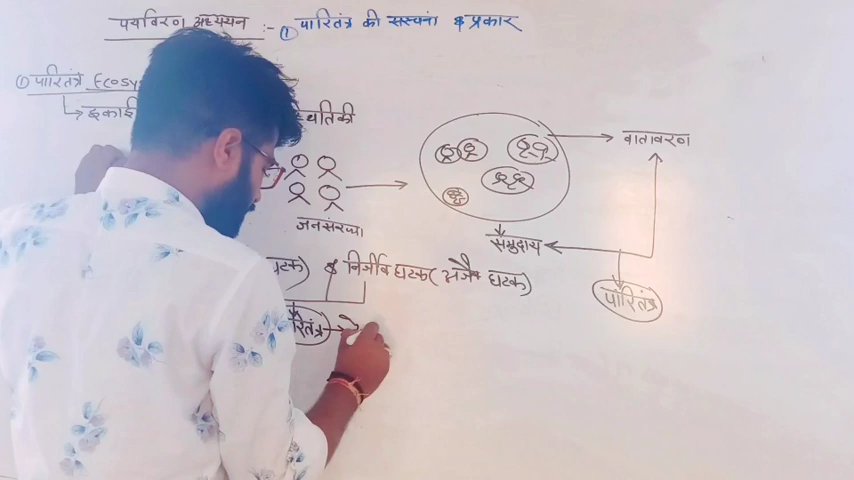 पर्यावरण अध्ययन :- ① पारितंत्र की संरचना & प्रकार
① पारितंत्र Ecosy
→ इकाई
जनसंख्या
वातावरण
समुदाय
पारितंत्र
घटक) & निर्जीव घटक( अजैव घटक)
रितंत्र →